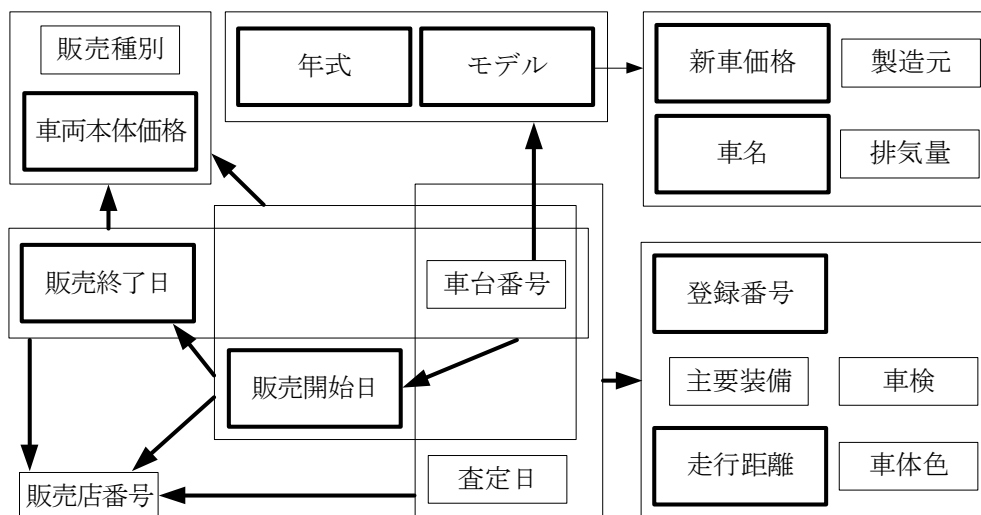 販売種別
車両本体価格
年式
モデル
新車価格
製造元
車名
排気量
販売終了日
車台番号
登録番号
販売開始日
主要装備
車検
走行距離
車体色
販売店番号
査定日